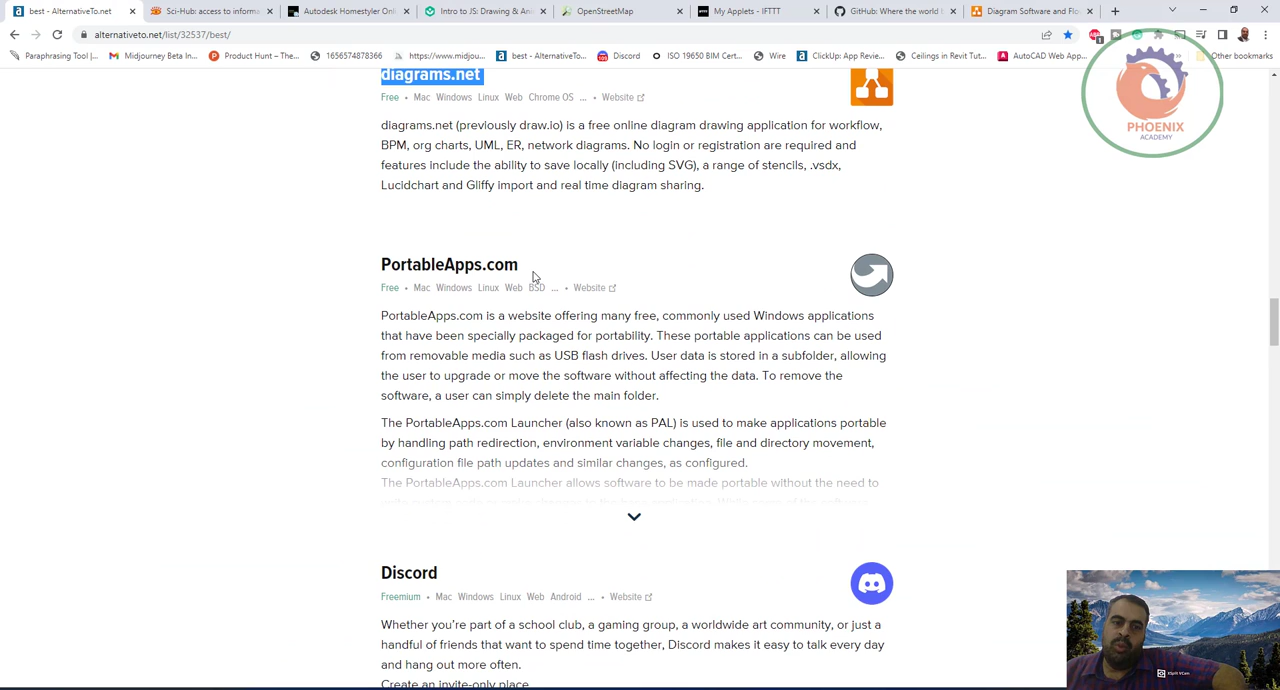 best - AlternativeTo.net
Sci-Hub: access to informa
Autodesk Homestyler Onl
Intro to JS: Drawing & Ani
OpenStreetMap
My Applets - IFTTT
GitHub: Where the world b
Diagram Software and Flo
alternativeto.net/list/32537/best/
Paraphrasing Tool |...
Midjourney Beta In...
Product Hunt – The...
1656574878366
https://www.midjou...
best - AlternativeTo...
Discord
ISO 19650 BIM Cert...
Wire
ClickUp: App Review...
Ceilings in Revit Tut...
AutoCAD Web App...
Other bookmarks
PHOENIX
ACADEMY
diagrams.net
Free • Mac Windows Linux Web Chrome OS ... • Website
diagrams.net (previously draw.io) is a free online diagram drawing application for workflow,
BPM, org charts, UML, ER, network diagrams. No login or registration are required and
features include the ability to save locally (including SVG), a range of stencils, .vsdx,
Lucidchart and Gliffy import and real time diagram sharing.
PortableApps.com
Free • Mac Windows Linux Web BSD ... • Website
PortableApps.com is a website offering many free, commonly used Windows applications
that have been specially packaged for portability. These portable applications can be used
from removable media such as USB flash drives. User data is stored in a subfolder, allowing
the user to upgrade or move the software without affecting the data. To remove the
software, a user can simply delete the main folder.
The PortableApps.com Launcher (also known as PAL) is used to make applications portable
by handling path redirection, environment variable changes, file and directory movement,
configuration file path updates and similar changes, as configured.
The PortableApps.com Launcher allows software to be made portable without the need to
Discord
Freemium • Mac Windows Linux Web Android ... • Website
Whether you're part of a school club, a gaming group, a worldwide art community, or just a
handful of friends that want to spend time together, Discord makes it easy to talk every day
and hang out more often.
Create an invite-only place
XSplit VCam